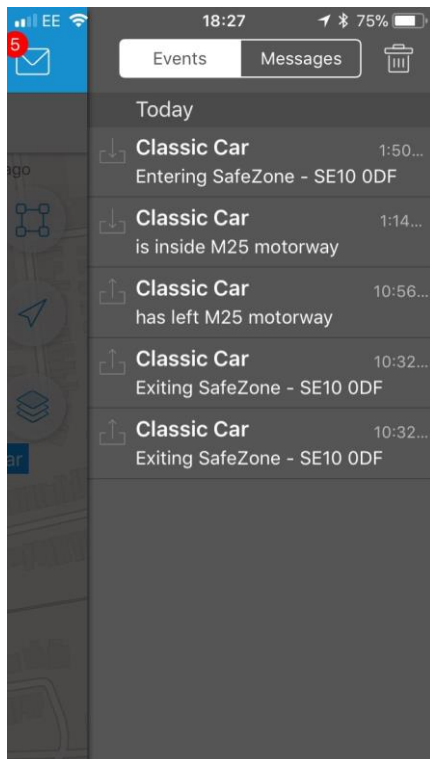 EE 18:27 75%
5
Events Messages
Today
Classic Car 1:50...
Entering SafeZone - SE10 0DF
ago
Classic Car 1:14...
is inside M25 motorway
Classic Car 10:56...
has left M25 motorway
Classic Car 10:32...
Exiting SafeZone - SE10 0DF
Classic Car 10:32...
ar
Exiting SafeZone - SE10 0DF